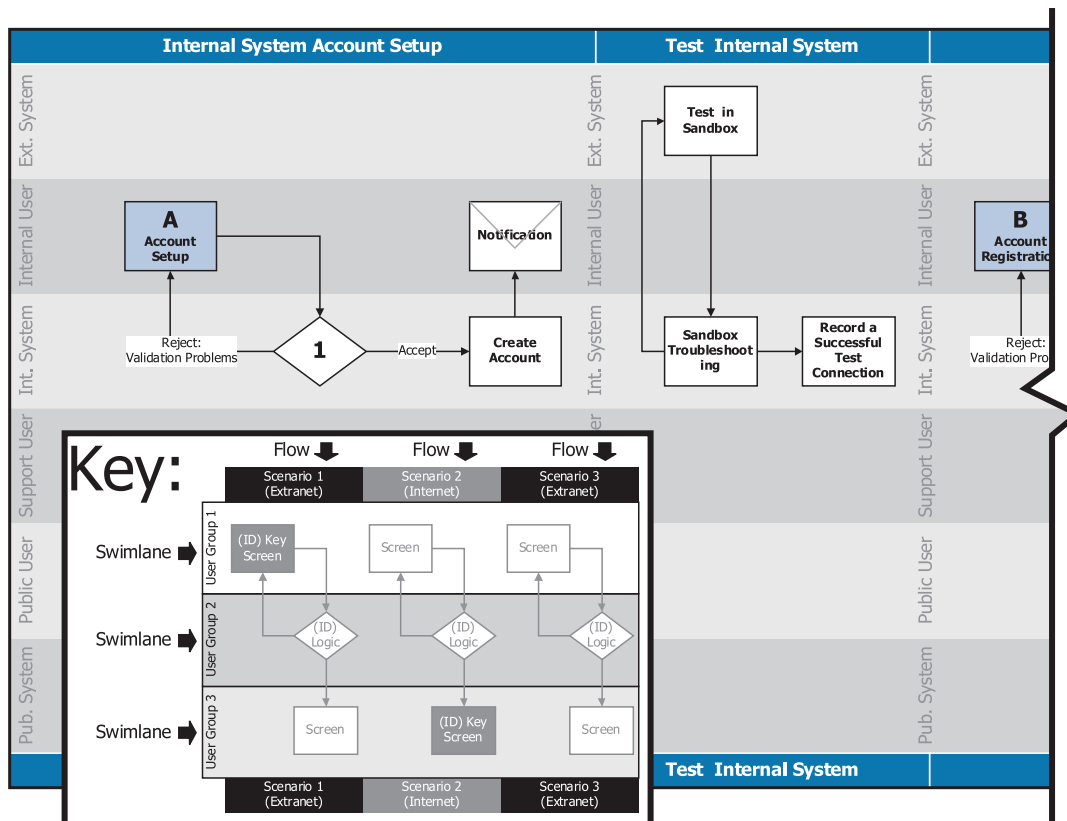 Internal System Account Setup
Test Internal System
Ext. System
Internal User
Int. System
Support User
Public User
Pub. System
A
Account
Setup
Notification
Reject:
Validation Problems
1
Accept
Create
Account
Ext. System
Internal User
Int. System
User
Test in
Sandbox
Sandbox
Troubleshoot
ing
Record a
Successful
Test
Connection
Ext. System
Internal User
Int. System
Support User
Public User
Pub. System
B
Account
Registratio
Reject:
Validation Pro
Key:
Flow
Flow
Flow
Scenario 1
(Extranet)
Scenario 2
(Internet)
Scenario 3
(Extranet)
Swimlane
User Group 1
(ID) Key
Screen
Screen
Screen
Swimlane
User Group 2
(ID)
Logic
(ID)
Logic
(ID)
Logic
Swimlane
User Group 3
Screen
(ID) Key
Screen
Screen
Scenario 1
(Extranet)
Scenario 2
(Internet)
Scenario 3
(Extranet)
Test Internal System